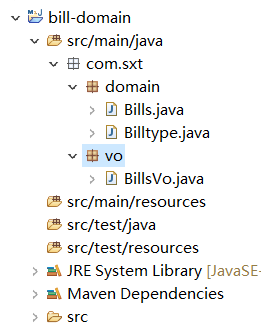 bill-domain
src/main/java
com.sxt
domain
Bills.java
Billtype.java
vo
BillsVo.java
src/main/resources
src/test/java
src/test/resources
JRE System Library [JavaSE-
Maven Dependencies
src